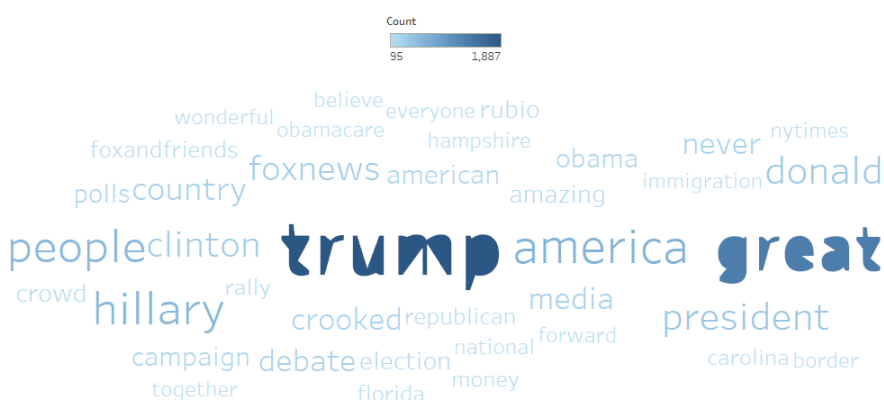 Count
95 1,887
believe
wonderful everyone rubio
obamacare nytimes
foxandfriends hampshire never
foxnews american obama donald
polls country amazing immigration
people clinton trump america great
crowd rally
hillary media
crooked republican president
forward
campaign debate election national carolina border
together florida money